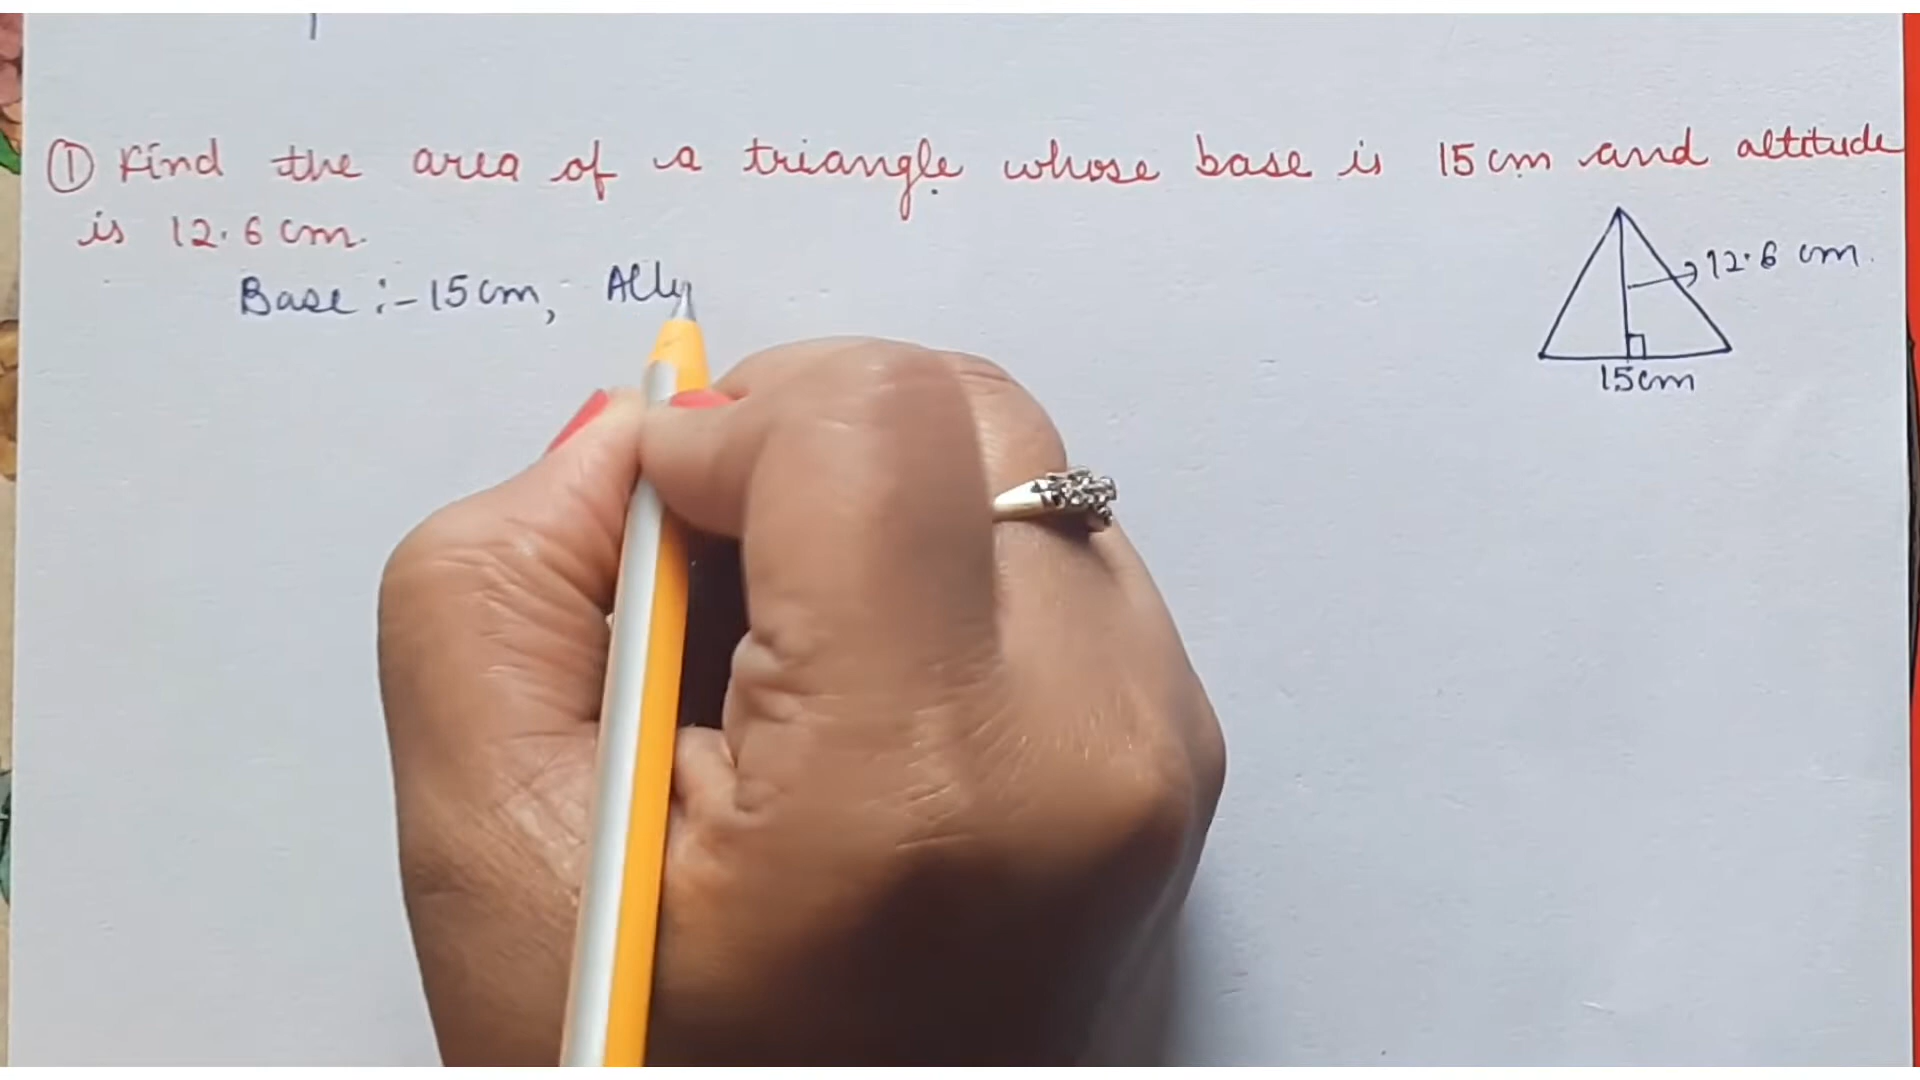 ① Find the area of a triangle whose base is 15 cm and altitude
is 12.6 cm.
Base :- 15 cm,
12.6 cm.
15cm